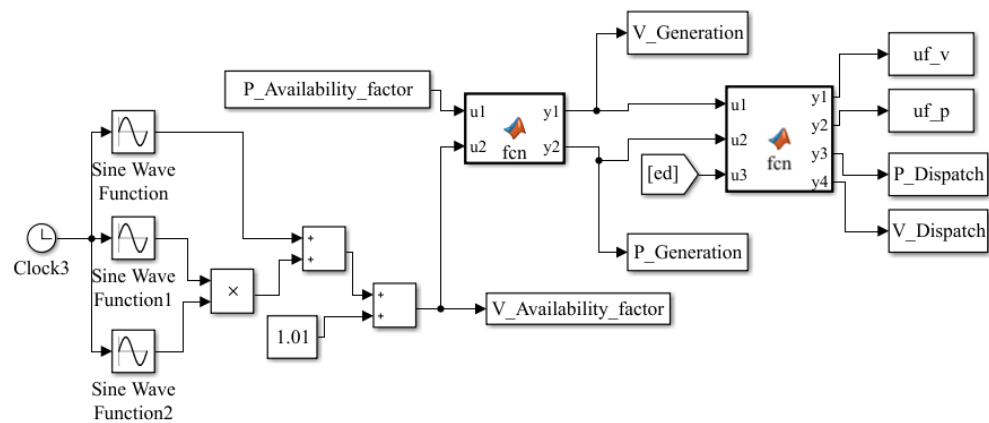 V_Generation
uf_v
P_Availability_factor
u1
y1
u2
y2
fcn
u1
y1
u2
y2
u3
y3
y4
fcn
uf_p
[ed]
P_Dispatch
V_Dispatch
Sine Wave
Function
Clock3
Sine Wave
Function1
×
+
+
+
+
1.01
P_Generation
V_Availability_factor
Sine Wave
Function2